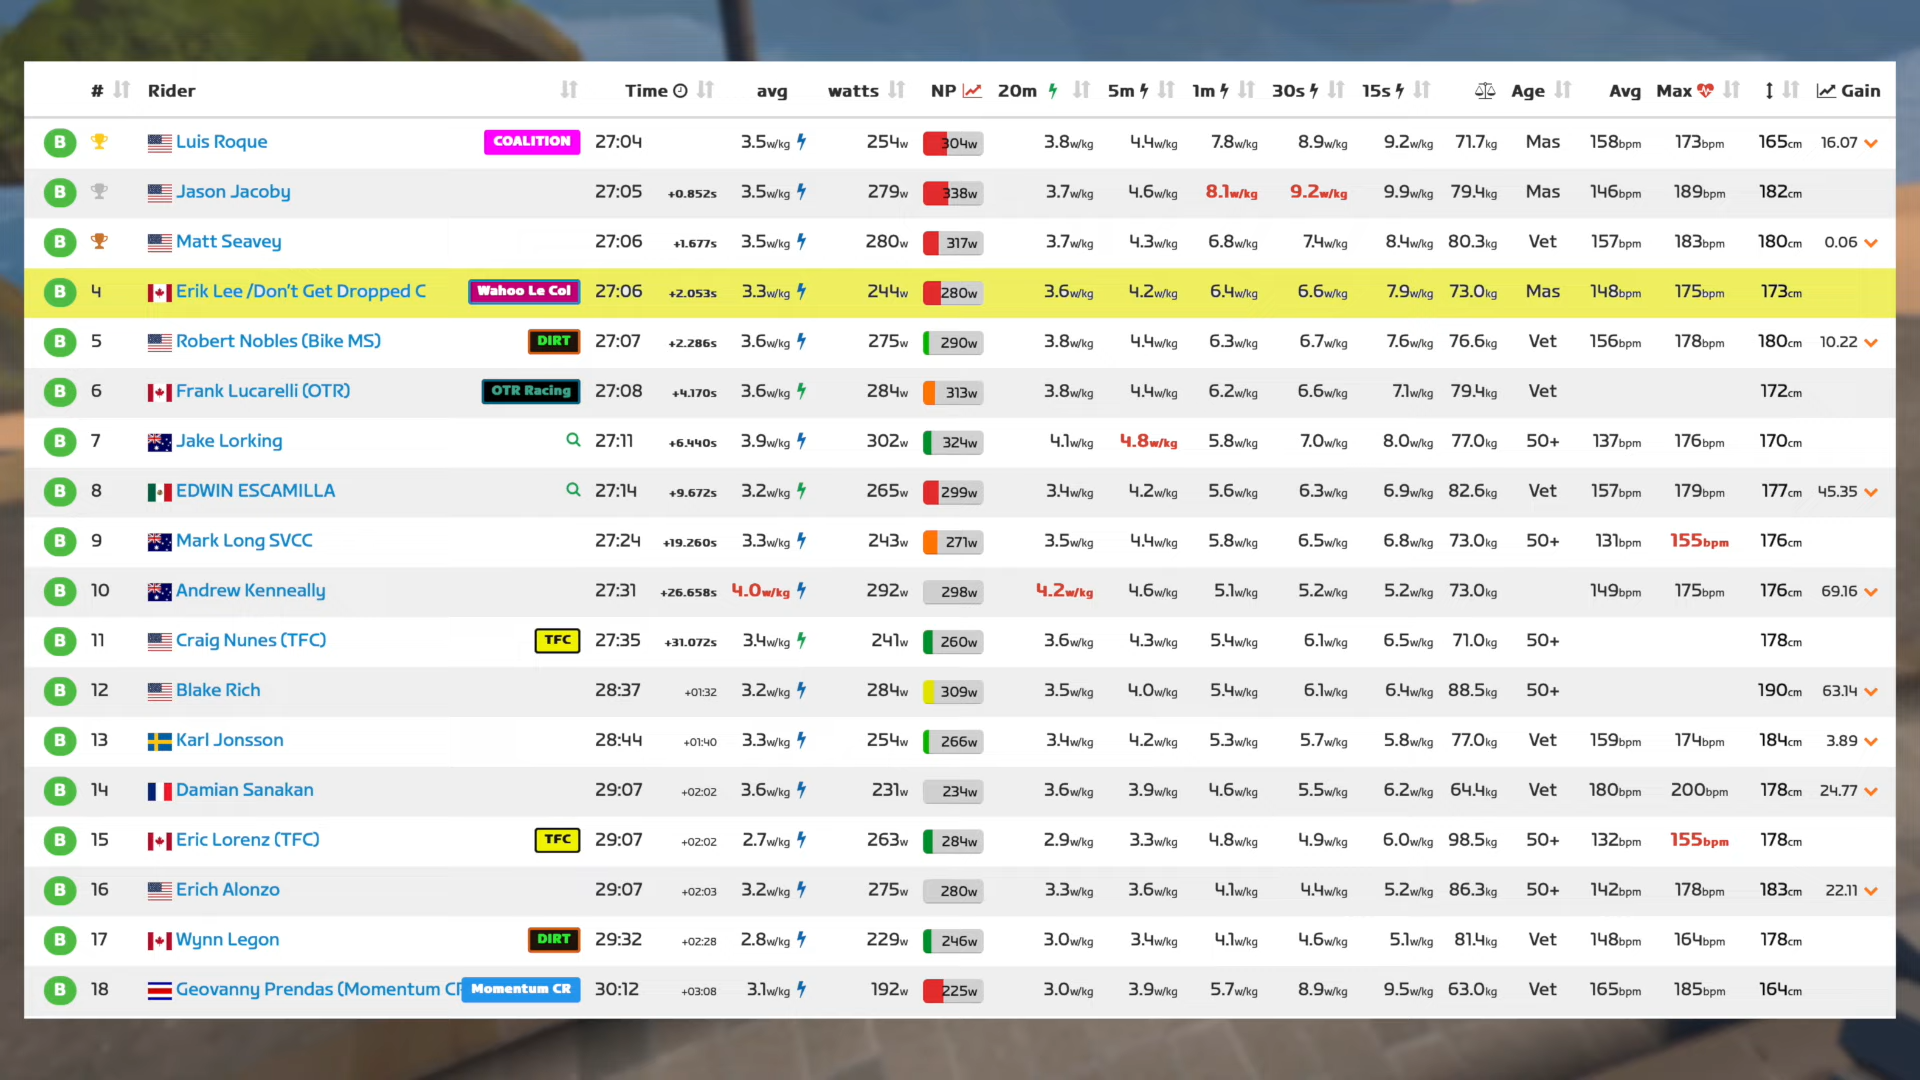 # Rider Time avg watts NP 20m 5m 1m 30s 15s Age Avg Max Gain
B Luis Roque COALITION 27:04 3.5w/kg 254w 304w 3.8w/kg 4.4w/kg 7.8w/kg 8.9w/kg 9.2w/kg 71.7kg Mas 158bpm 173bpm 165cm 16.07
B Jason Jacoby 27:05 +0.852s 3.5w/kg 279w 338w 3.7w/kg 4.6w/kg 8.1w/kg 9.2w/kg 9.9w/kg 79.4kg Mas 146bpm 189bpm 182cm
B Matt Seavey 27:06 +1.677s 3.5w/kg 280w 317w 3.7w/kg 4.3w/kg 6.8w/kg 7.4w/kg 8.4w/kg 80.3kg Vet 157bpm 183bpm 180cm 0.06
B 4 Erik Lee /Don't Get Dropped C Wahoo Le Col 27:06 +2.053s 3.3w/kg 244w 280w 3.6w/kg 4.2w/kg 6.4w/kg 6.6w/kg 7.9w/kg 73.0kg Mas 148bpm 175bpm 173cm
B 5 Robert Nobles (Bike MS) DIRT 27:07 +2.286s 3.6w/kg 275w 290w 3.8w/kg 4.4w/kg 6.3w/kg 6.7w/kg 7.6w/kg 76.6kg Vet 156bpm 178bpm 180cm 10.22
B 6 Frank Lucarelli (OTR) OTR Racing 27:08 +4.170s 3.6w/kg 284w 313w 3.8w/kg 4.4w/kg 6.2w/kg 6.6w/kg 7.1w/kg 79.4kg Vet 172cm
B 7 Jake Lorking 27:11 +6.440s 3.9w/kg 302w 324w 4.1w/kg 4.8w/kg 5.8w/kg 7.0w/kg 8.0w/kg 77.0kg 50+ 137bpm 176bpm 170cm
B 8 EDWIN ESCAMILLA 27:14 +9.672s 3.2w/kg 265w 299w 3.4w/kg 4.2w/kg 5.6w/kg 6.3w/kg 6.9w/kg 82.6kg Vet 157bpm 179bpm 177cm 45.35
B 9 Mark Long SVCC 27:24 +19.260s 3.3w/kg 243w 271w 3.5w/kg 4.4w/kg 5.8w/kg 6.5w/kg 6.8w/kg 73.0kg 50+ 131bpm 155bpm 176cm
B 10 Andrew Kenneally 27:31 +26.658s 4.0w/kg 292w 298w 4.2w/kg 4.6w/kg 5.1w/kg 5.2w/kg 5.2w/kg 73.0kg 149bpm 175bpm 176cm 69.16
B 11 Craig Nunes (TFC) TFC 27:35 +31.072s 3.4w/kg 241w 260w 3.6w/kg 4.3w/kg 5.4w/kg 6.1w/kg 6.5w/kg 71.0kg 50+ 178cm
B 12 Blake Rich 28:37 +01:32 3.2w/kg 284w 309w 3.5w/kg 4.0w/kg 5.4w/kg 6.1w/kg 6.4w/kg 88.5kg 50+ 190cm 63.14
B 13 Karl Jonsson 28:44 +01:40 3.3w/kg 254w 266w 3.4w/kg 4.2w/kg 5.3w/kg 5.7w/kg 5.8w/kg 77.0kg Vet 159bpm 174bpm 184cm 3.89
B 14 Damian Sanakan 29:07 +02:02 3.6w/kg 231w 234w 3.6w/kg 3.9w/kg 4.6w/kg 5.5w/kg 6.2w/kg 64.4kg Vet 180bpm 200bpm 178cm 24.77
B 15 Eric Lorenz (TFC) TFC 29:07 +02:02 2.7w/kg 263w 284w 2.9w/kg 3.3w/kg 4.8w/kg 4.9w/kg 6.0w/kg 98.5kg 50+ 132bpm 155bpm 178cm
B 16 Erich Alonzo 29:07 +02:03 3.2w/kg 275w 280w 3.3w/kg 3.6w/kg 4.1w/kg 4.4w/kg 5.2w/kg 86.3kg 50+ 142bpm 178bpm 183cm 22.11
B 17 Wynn Legon DIRT 29:32 +02:28 2.8w/kg 229w 246w 3.0w/kg 3.4w/kg 4.1w/kg 4.6w/kg 5.1w/kg 81.4kg Vet 148bpm 164bpm 178cm
B 18 Geovanny Prendas (Momentum CR Momentum CR 30:12 +03:08 3.1w/kg 192w 225w 3.0w/kg 3.9w/kg 5.7w/kg 8.9w/kg 9.5w/kg 63.0kg Vet 165bpm 185bpm 164cm